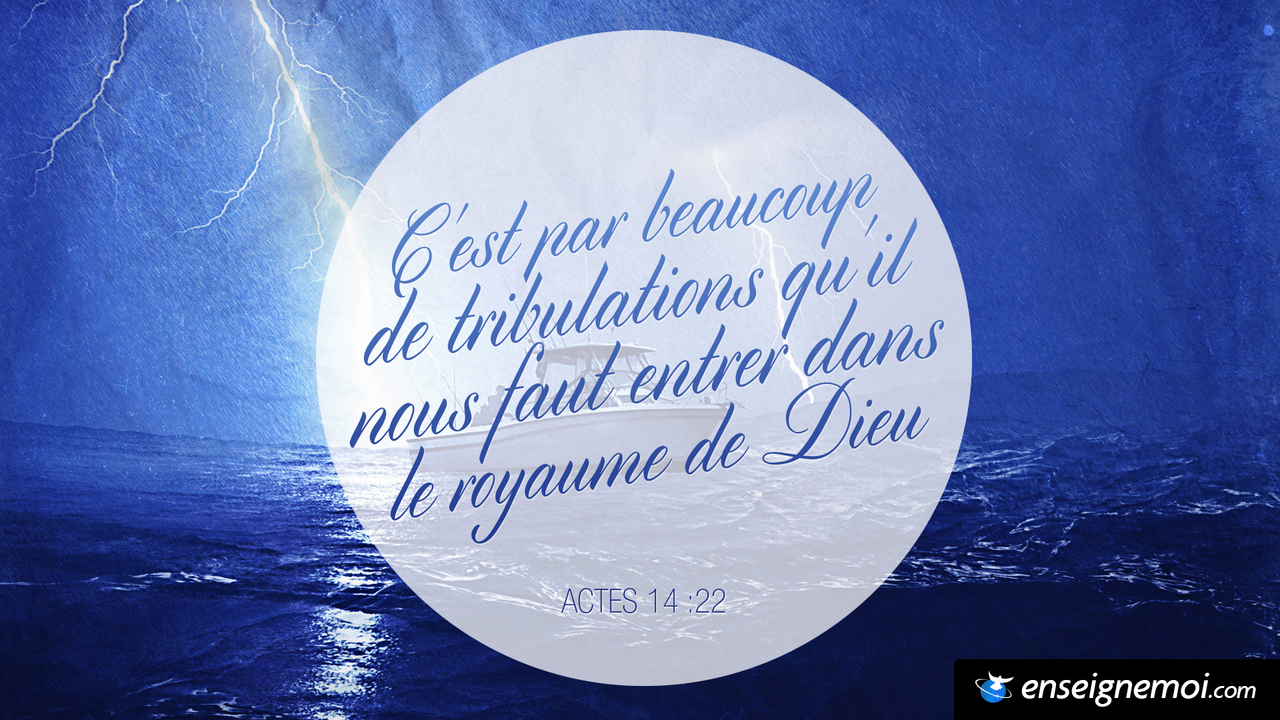 C'est par beaucoup
de tribulations qu'il
nous faut entrer dans
le royaume de Dieu
ACTES 14 :22
enseignemoi.com